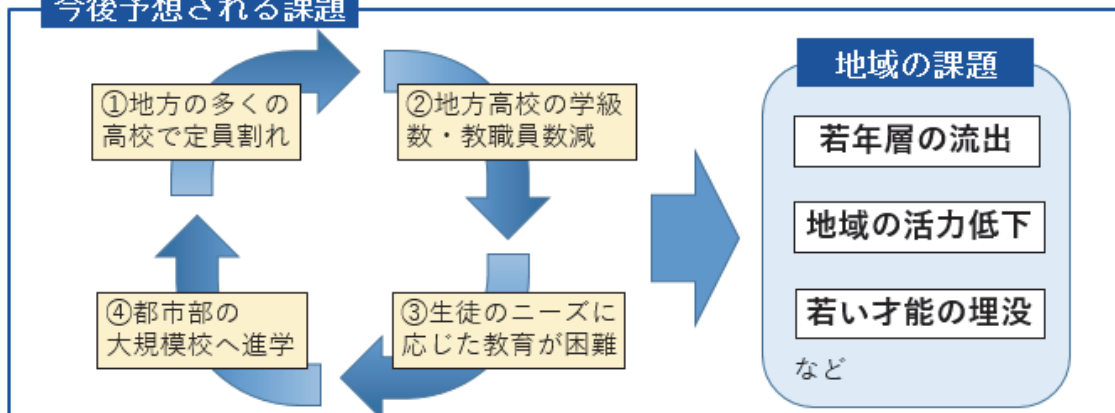 今後予想される課題
①地方の多くの
高校で定員割れ
②地方高校の学級
数・教職員数減
③生徒のニーズに
応じた教育が困難
④都市部の
大規模校へ進学
地域の課題
若年層の流出
地域の活力低下
若い才能の埋没
など